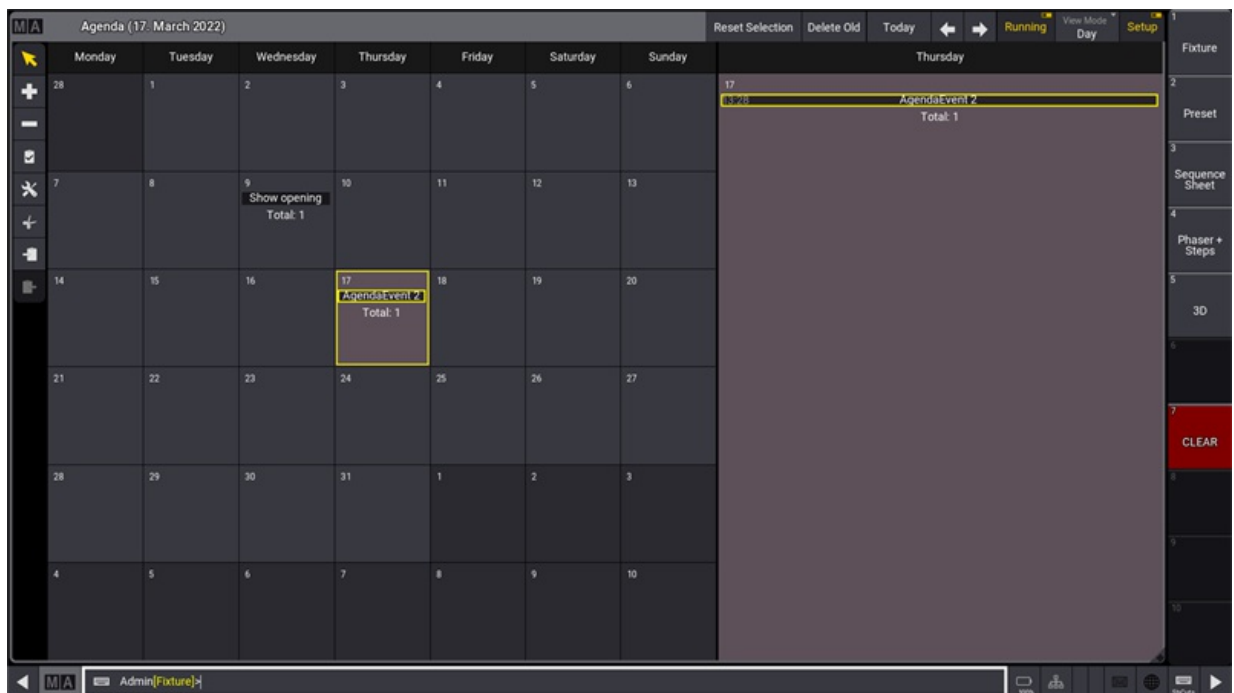 MA Agenda (17. March 2022) Reset Selection Delete Old Today Running View Mode Day Setup
1 Fixture
Monday Tuesday Wednesday Thursday Friday Saturday Sunday Thursday
28 1 2 3 4 5 6
17
13:28 AgendaEvent 2
Total: 1
2 Preset
3 Sequence Sheet
7 8 9 10 11 12 13
Show opening
Total: 1
4 Phaser + Steps
14 15 16 17 18 19 20
AgendaEvent 2
Total: 1
5 3D
6
21 22 23 24 25 26 27
7 CLEAR
28 29 30 31 1 2 3
8
9
4 5 6 7 8 9 10
10
MA Admin[Fixture]>